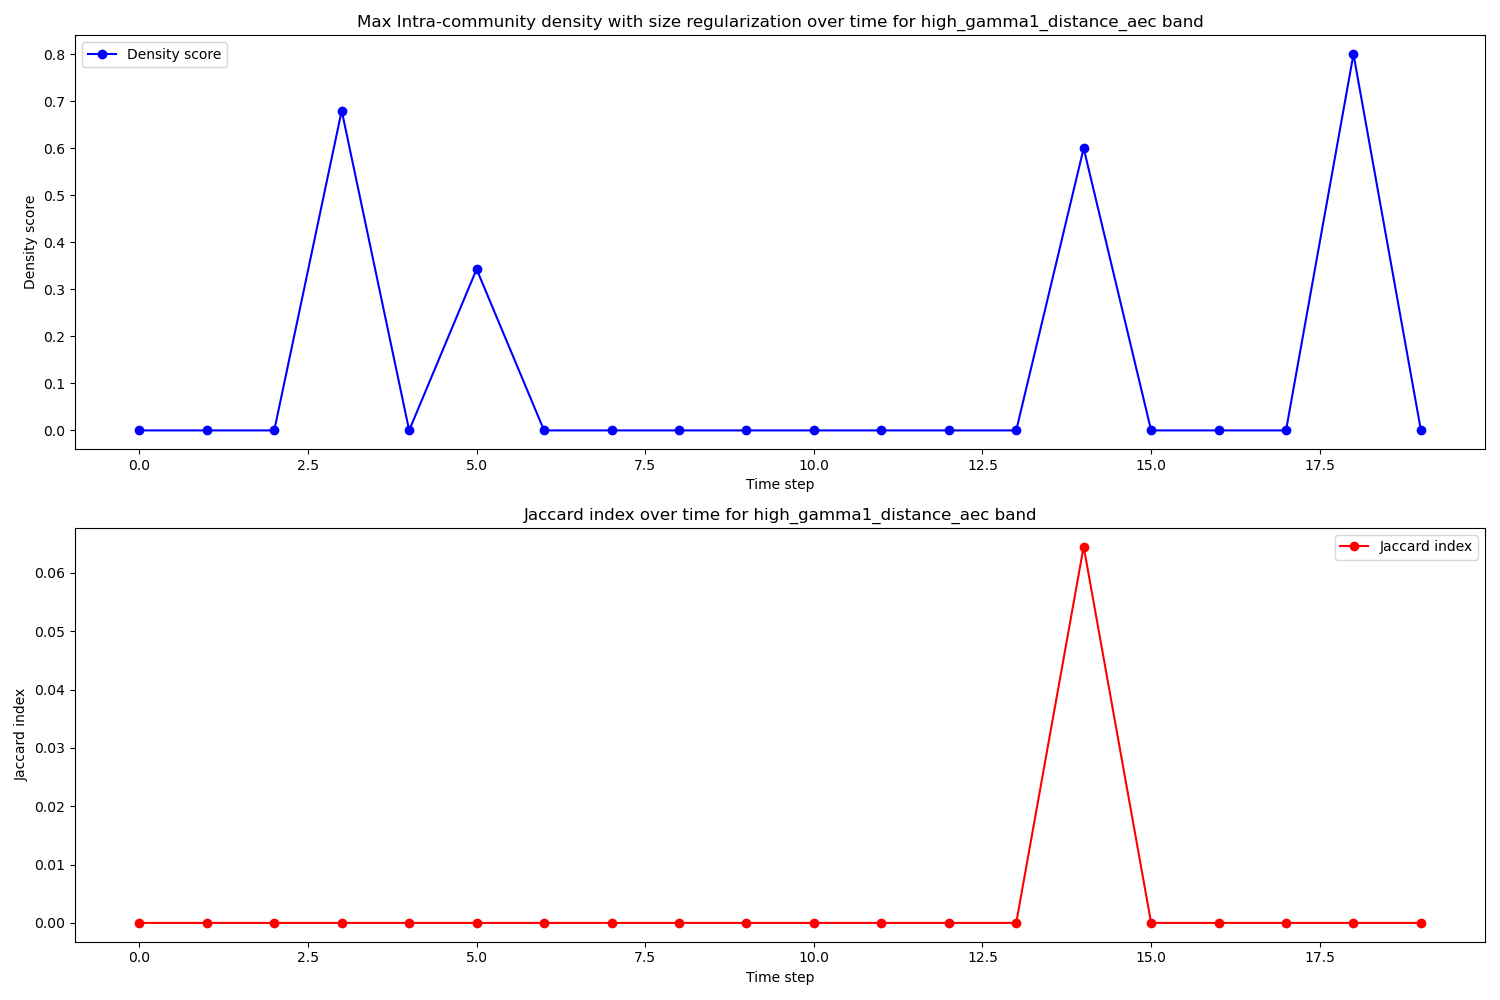 Max Intra-community density with size regularization over time for high_gamma1_distance_aec band
Density score
Density score
0.8
0.7
0.6
0.5
0.4
0.3
0.2
0.1
0.0
0.0 2.5 5.0 7.5 10.0 12.5 15.0 17.5
Time step
Jaccard index over time for high_gamma1_distance_aec band
Jaccard index
Jaccard index
0.06
0.05
0.04
0.03
0.02
0.01
0.00
0.0 2.5 5.0 7.5 10.0 12.5 15.0 17.5
Time step